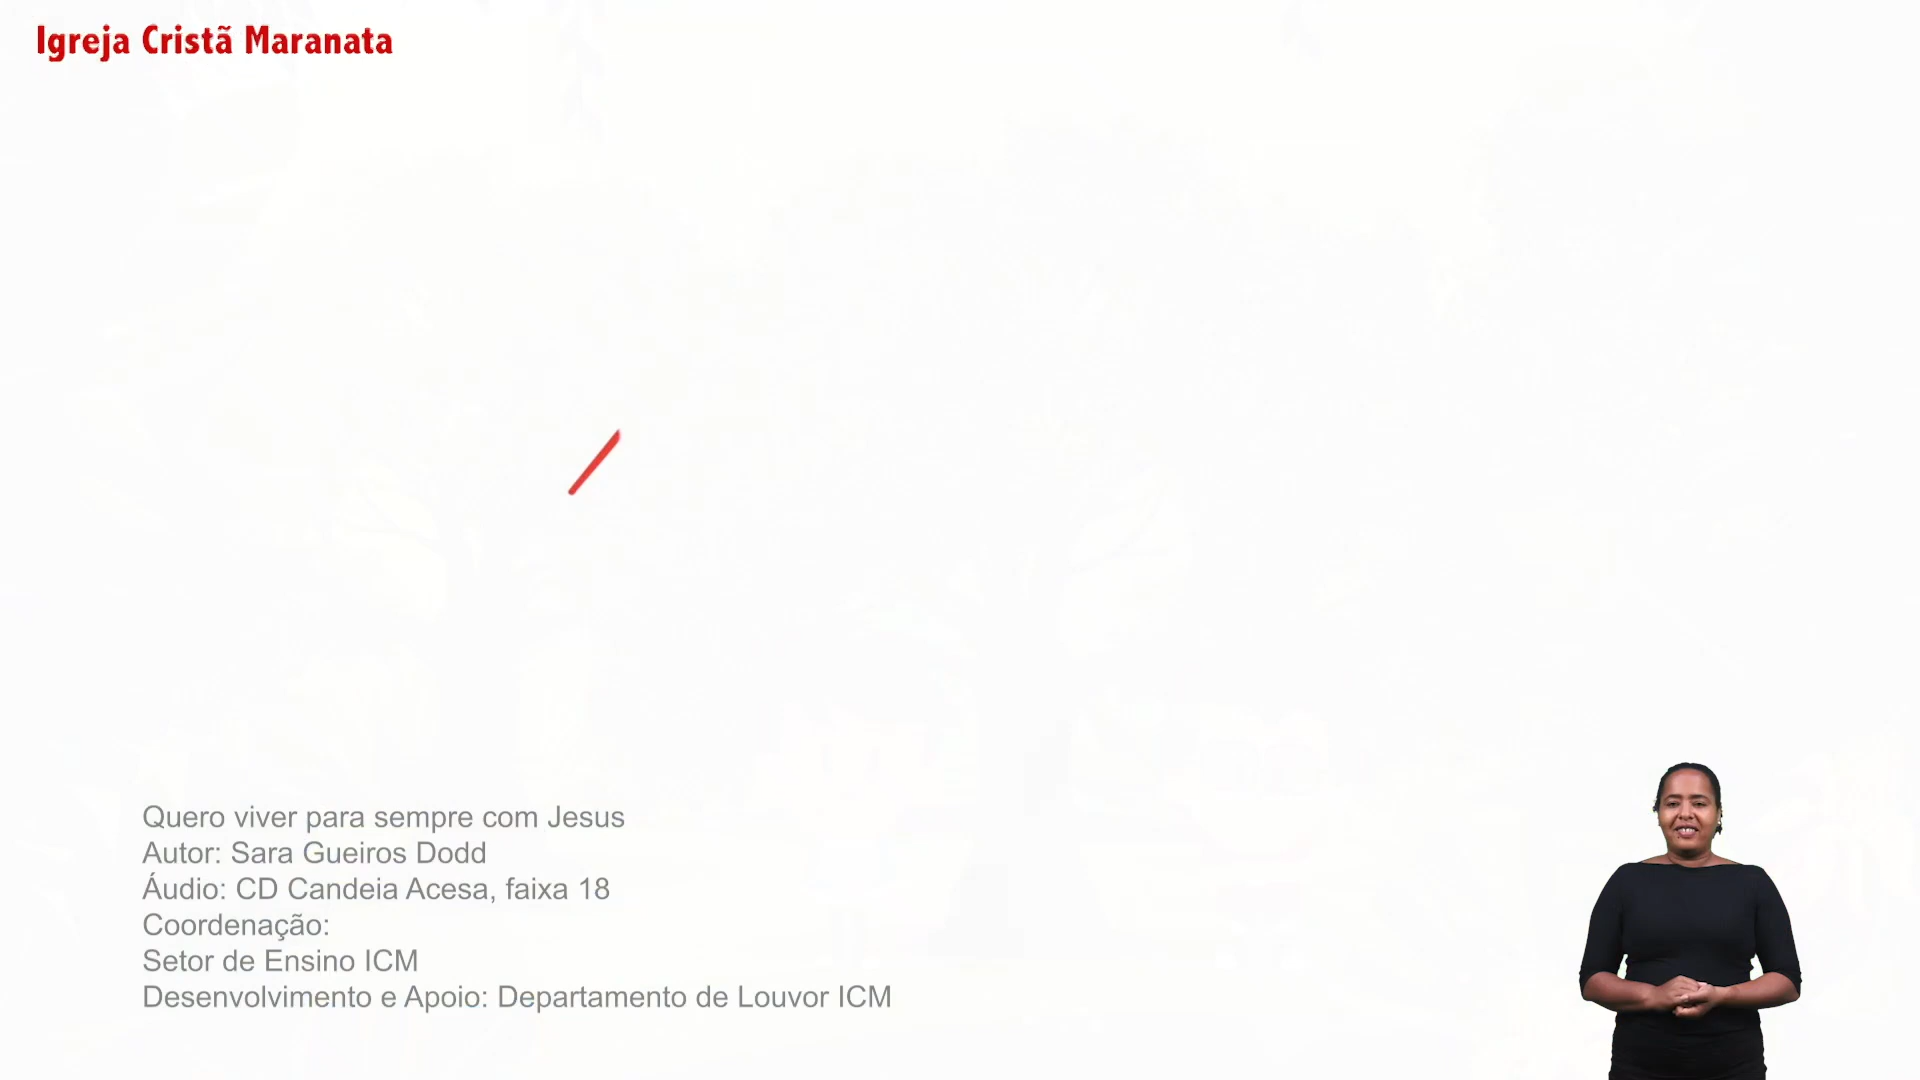 Igreja Cristã Maranata
Quero viver para sempre com Jesus
Autor: Sara Gueiros Dodd
Áudio: CD Candeia Acesa, faixa 18
Coordenação:
Setor de Ensino ICM
Desenvolvimento e Apoio: Departamento de Louvor ICM